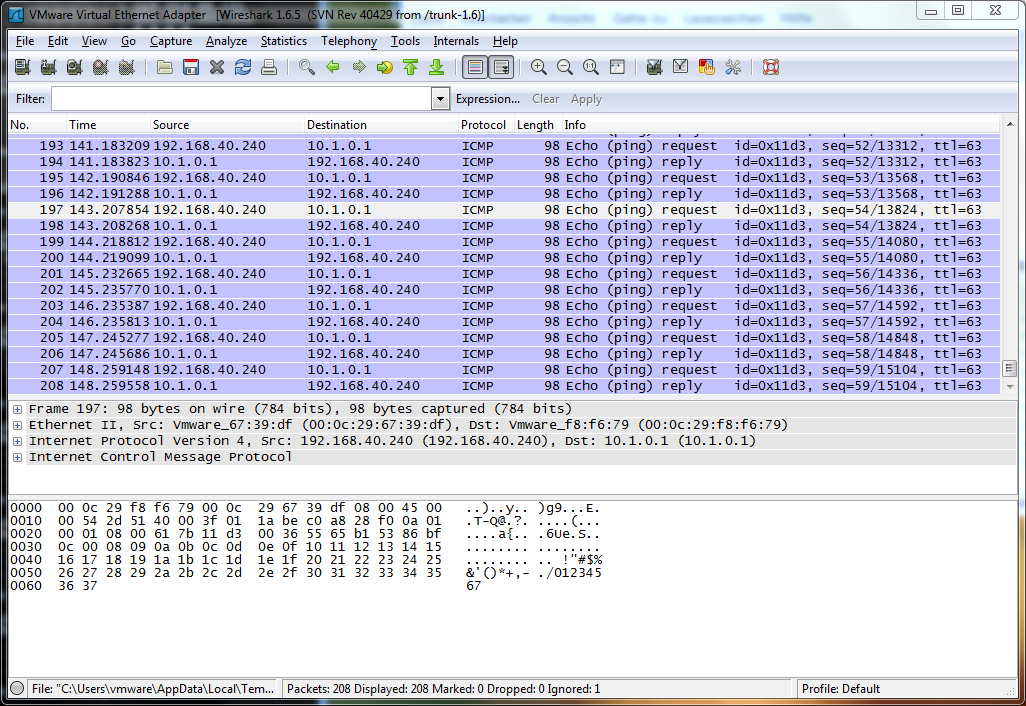 VMware Virtual Ethernet Adapter [Wireshark 1.6.5 (SVN Rev 40429 from /trunk-1.6)]
File Edit View Go Capture Analyze Statistics Telephony Tools Internals Help
Filter: Expression... Clear Apply
No. Time Source Destination Protocol Length Info
193 141.183209 192.168.40.240 10.1.0.1 ICMP 98 Echo (ping) request id=0x11d3, seq=52/13312, ttl=63
194 141.183823 10.1.0.1 192.168.40.240 ICMP 98 Echo (ping) reply id=0x11d3, seq=52/13312, ttl=63
195 142.190846 192.168.40.240 10.1.0.1 ICMP 98 Echo (ping) request id=0x11d3, seq=53/13568, ttl=63
196 142.191288 10.1.0.1 192.168.40.240 ICMP 98 Echo (ping) reply id=0x11d3, seq=53/13568, ttl=63
197 143.207854 192.168.40.240 10.1.0.1 ICMP 98 Echo (ping) request id=0x11d3, seq=54/13824, ttl=63
198 143.208268 10.1.0.1 192.168.40.240 ICMP 98 Echo (ping) reply id=0x11d3, seq=54/13824, ttl=63
199 144.218812 192.168.40.240 10.1.0.1 ICMP 98 Echo (ping) request id=0x11d3, seq=55/14080, ttl=63
200 144.219099 10.1.0.1 192.168.40.240 ICMP 98 Echo (ping) reply id=0x11d3, seq=55/14080, ttl=63
201 145.232665 192.168.40.240 10.1.0.1 ICMP 98 Echo (ping) request id=0x11d3, seq=56/14336, ttl=63
202 145.235770 10.1.0.1 192.168.40.240 ICMP 98 Echo (ping) reply id=0x11d3, seq=56/14336, ttl=63
203 146.235387 192.168.40.240 10.1.0.1 ICMP 98 Echo (ping) request id=0x11d3, seq=57/14592, ttl=63
204 146.235813 10.1.0.1 192.168.40.240 ICMP 98 Echo (ping) reply id=0x11d3, seq=57/14592, ttl=63
205 147.245277 192.168.40.240 10.1.0.1 ICMP 98 Echo (ping) request id=0x11d3, seq=58/14848, ttl=63
206 147.245686 10.1.0.1 192.168.40.240 ICMP 98 Echo (ping) reply id=0x11d3, seq=58/14848, ttl=63
207 148.259148 192.168.40.240 10.1.0.1 ICMP 98 Echo (ping) request id=0x11d3, seq=59/15104, ttl=63
208 148.259558 10.1.0.1 192.168.40.240 ICMP 98 Echo (ping) reply id=0x11d3, seq=59/15104, ttl=63
Frame 197: 98 bytes on wire (784 bits), 98 bytes captured (784 bits)
Ethernet II, Src: Vmware_67:39:df (00:0c:29:67:39:df), Dst: Vmware_f8:f6:79 (00:0c:29:f8:f6:79)
Internet Protocol Version 4, Src: 192.168.40.240 (192.168.40.240), Dst: 10.1.0.1 (10.1.0.1)
Internet Control Message Protocol
0000 00 0c 29 f8 f6 79 00 0c 29 67 39 df 08 00 45 00 ..)..y.. )g9...E.
0010 00 54 2d 51 40 00 3f 01 1a be c0 a8 28 f0 0a 01 .T-Q@.?. ....(...
0020 00 01 08 00 61 7b 11 d3 00 36 55 65 b1 53 86 bf ....a{.. .6Ue.S..
0030 0c 00 08 09 0a 0b 0c 0d 0e 0f 10 11 12 13 14 15 ........ ........
0040 16 17 18 19 1a 1b 1c 1d 1e 1f 20 21 22 23 24 25 ........ .. !"#$%
0050 26 27 28 29 2a 2b 2c 2d 2e 2f 30 31 32 33 34 35 &'()*+,- ./012345
0060 36 37 67
File: "C:\Users\vmware\AppData\Local\Tem... Packets: 208 Displayed: 208 Marked: 0 Dropped: 0 Ignored: 1 Profile: Default